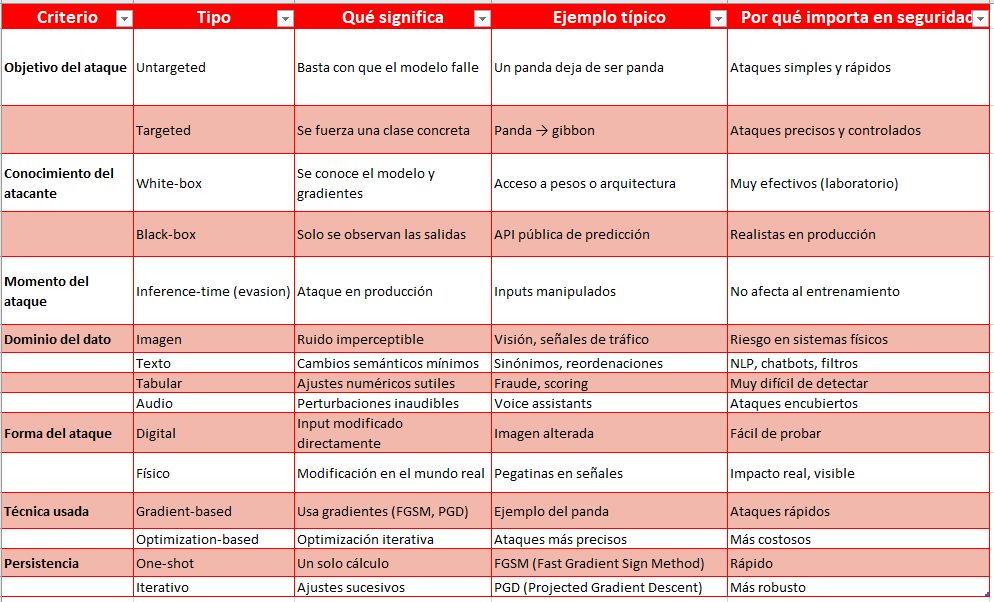 Criterio Tipo Qué significa Ejemplo típico Por qué importa en seguridad
Objetivo del ataque Untargeted Basta con que el modelo falle Un panda deja de ser panda Ataques simples y rápidos
Targeted Se fuerza una clase concreta Panda → gibbon Ataques precisos y controlados
Conocimiento del atacante White-box Se conoce el modelo y gradientes Acceso a pesos o arquitectura Muy efectivos (laboratorio)
Black-box Solo se observan las salidas API pública de predicción Realistas en producción
Momento del ataque Inference-time (evasion) Ataque en producción Inputs manipulados No afecta al entrenamiento
Dominio del dato Imagen Ruido imperceptible Visión, señales de tráfico Riesgo en sistemas físicos
Texto Cambios semánticos mínimos Sinónimos, reordenaciones NLP, chatbots, filtros
Tabular Ajustes numéricos sutiles Fraude, scoring Muy difícil de detectar
Audio Perturbaciones inaudibles Voice assistants Ataques encubiertos
Forma del ataque Digital Input modificado directamente Imagen alterada Fácil de probar
Físico Modificación en el mundo real Pegatinas en señales Impacto real, visible
Técnica usada Gradient-based Usa gradientes (FGSM, PGD) Ejemplo del panda Ataques rápidos
Optimization-based Optimización iterativa Ataques más precisos Más costosos
Persistencia One-shot Un solo cálculo FGSM (Fast Gradient Sign Method) Rápido
Iterativo Ajustes sucesivos PGD (Projected Gradient Descent) Más robusto